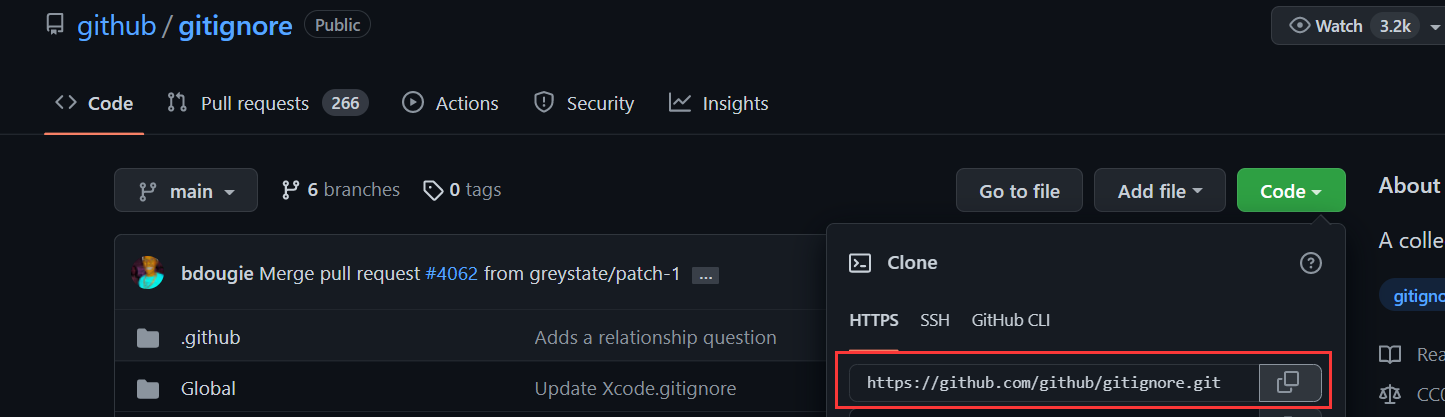 github / gitignore Public
Watch 3.2k
Code Pull requests 266 Actions Security Insights
main 6 branches 0 tags Go to file Add file Code
About
bdougie Merge pull request #4062 from greystate/patch-1 ...
Clone
A colle
HTTPS SSH GitHub CLI
gitigno
.github Adds a relationship question
https://github.com/github/gitignore.git
Rea
Global Update Xcode.gitignore
CC0